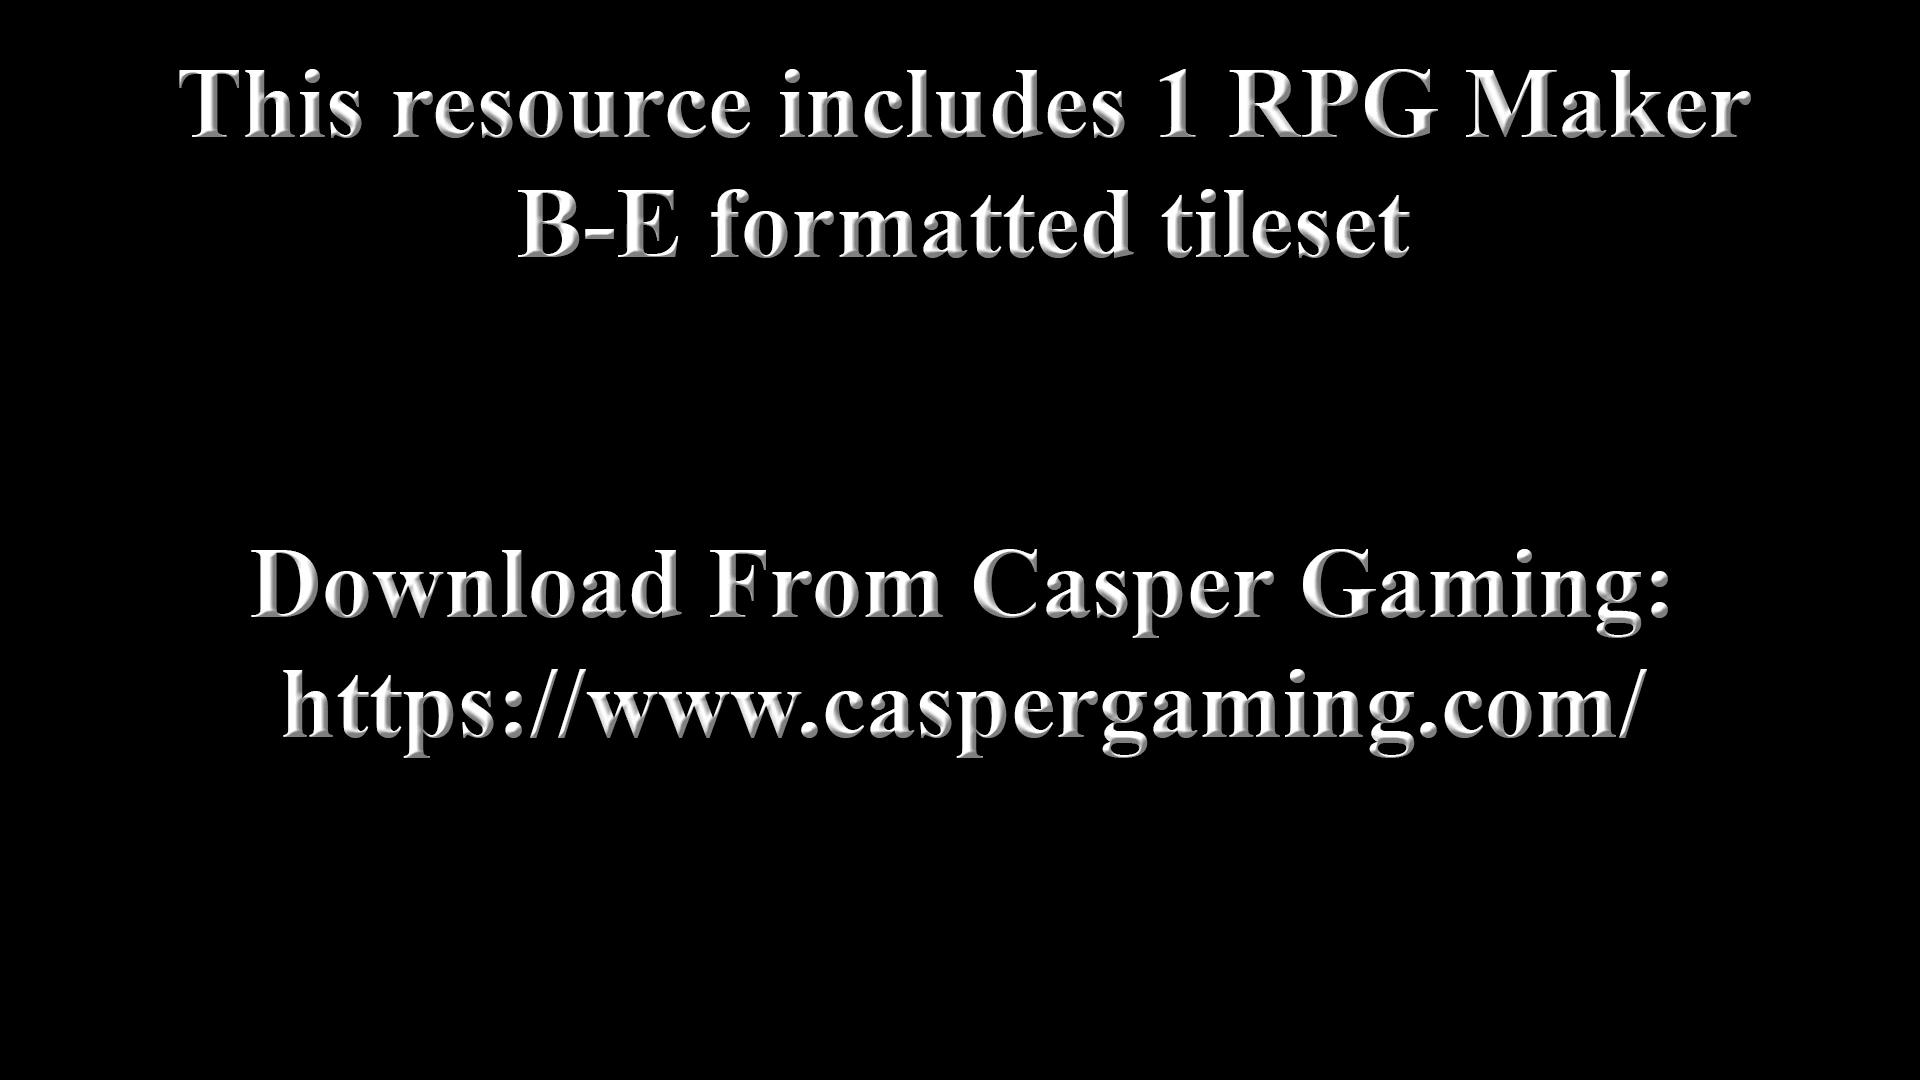 This resource includes 1 RPG Maker
B-E formatted tileset
Download From Casper Gaming:
https://www.caspergaming.com/